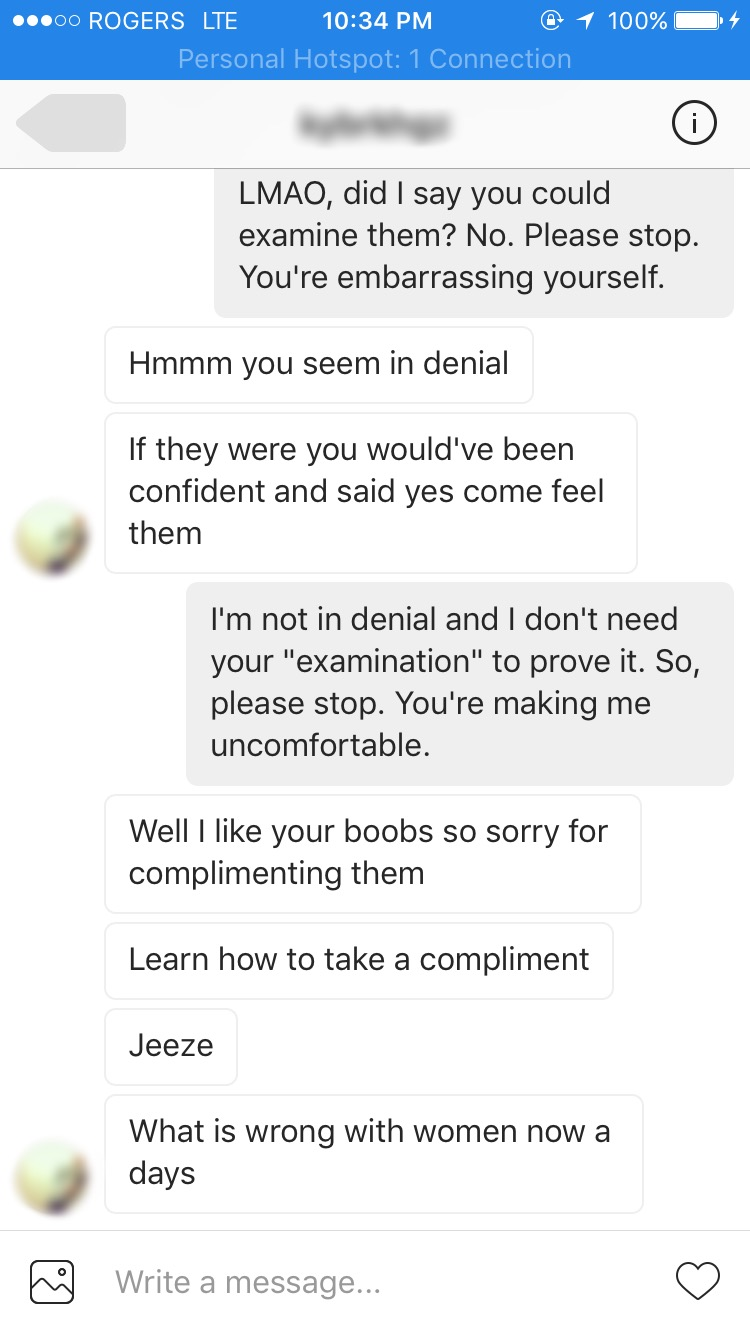 ROGERS LTE 10:34 PM 100%
Personal Hotspot: 1 Connection
LMAO, did I say you could
examine them? No. Please stop.
You're embarrassing yourself.
Hmmm you seem in denial
If they were you would've been
confident and said yes come feel
them
I'm not in denial and I don't need
your "examination" to prove it. So,
please stop. You're making me
uncomfortable.
Well I like your boobs so sorry for
complimenting them
Learn how to take a compliment
Jeeze
What is wrong with women now a
days
Write a message...